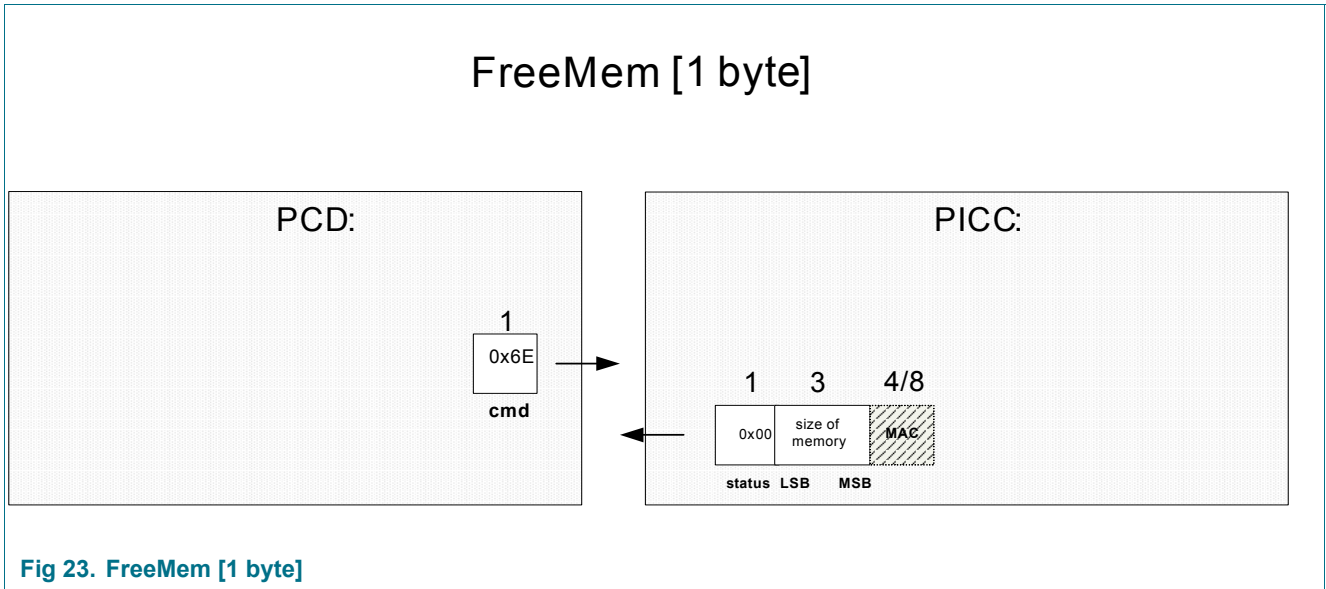 FreeMem [1 byte]
PCD:
1
0x6E
cmd
PICC:
1 3 4/8
0x00 size of memory MAC
status LSB MSB
Fig 23. FreeMem [1 byte]